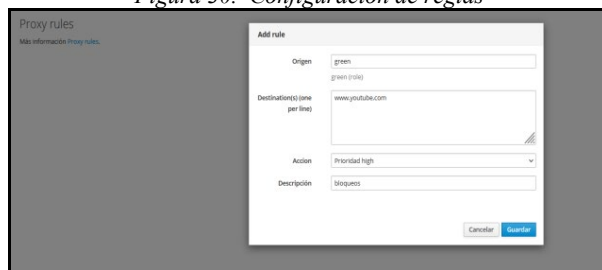 Figura 50. Configuración de reglas
Proxy rules
Más información Proxy rules.
Add rule
Origen
green
green (role)
Destination(s) (one per line)
www.youtube.com
Accion
Prioridad high
Descripción
bloqueos
Cancelar
Guardar